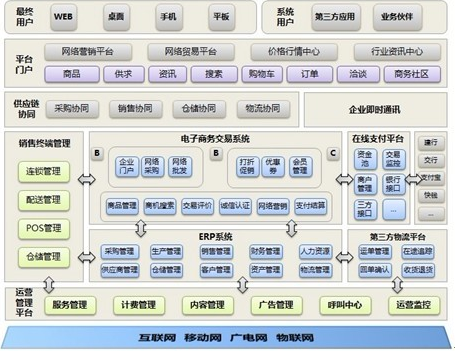 最终
用户
WEB
桌面
手机
平板
系统
用户
第三方应用
业务伙伴
平台
门户
网络营销平台
网络贸易平台
价格行情中心
行业资讯中心
商品
供求
资讯
搜索
购物车
订单
洽谈
商务社区
供应链
协同
采购协同
销售协同
仓储协同
物流协同
企业即时通讯
销售终端管理
连锁管理
配送管理
POS管理
仓储管理
电子商务交易系统
B
B
C
企业
门户
网络
采购
网络
批发
打折
促销
优惠
券
会员
管理
商品管理
商机搜索
交易评价
诚信认证
网络营销
支付结算
在线支付平台
资金
池
交易
监控
商户
管理
银行
接口
三方
接口
...
建行
交行
支付宝
快钱
...
ERP系统
采购管理
生产管理
销售管理
财务管理
人力资源
供应商管理
仓储管理
客户管理
资产管理
物流管理
第三方物流平台
运单管理
在途追踪
回单确认
收货退货
运营
管理
平台
服务管理
计费管理
内容管理
广告管理
呼叫中心
运营监控
互联网 移动网 广电网 物联网